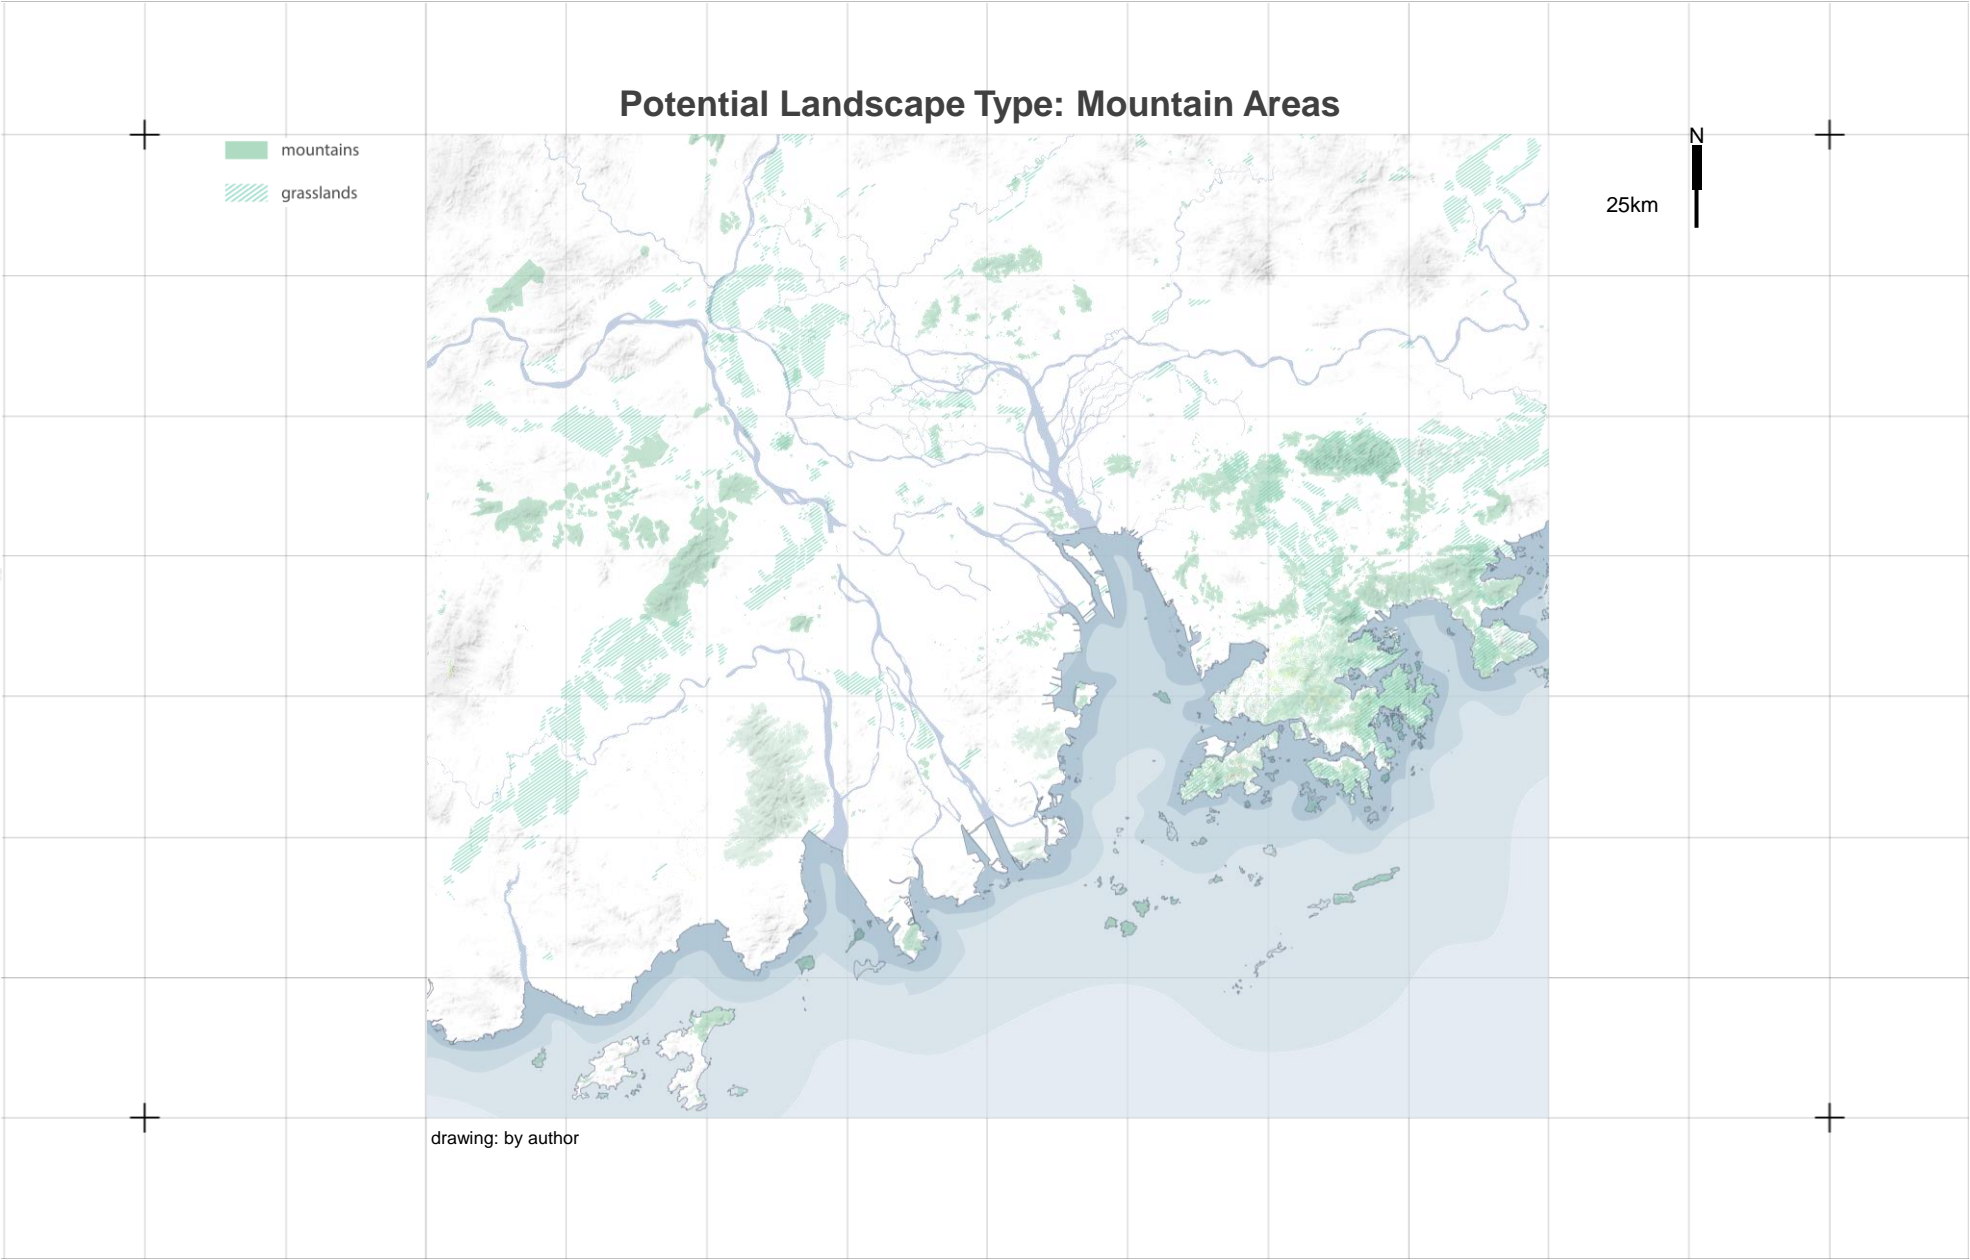 Potential Landscape Type: Mountain Areas
mountains
grasslands
N
25km
drawing: by author